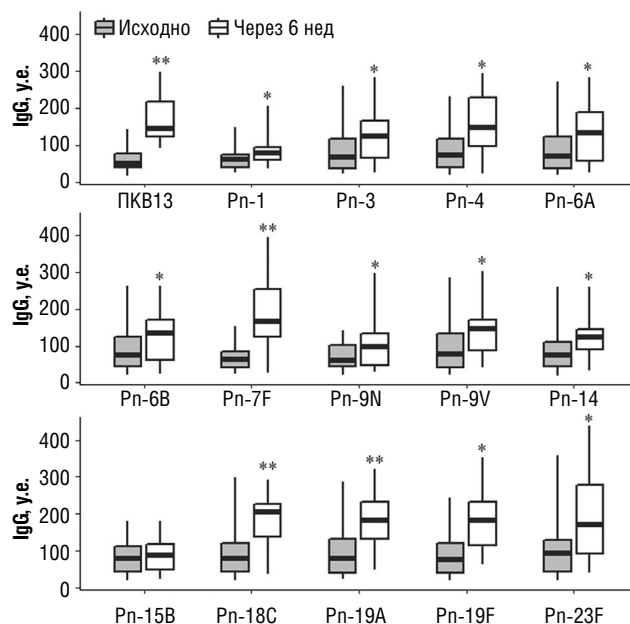 Исходно Через 6 нед
IgG, у.е.
400
300
200
100
0
** * * * *
ПКВ13 Pn-1 Pn-3 Pn-4 Pn-6A
IgG, у.е.
400
300
200
100
0
* ** * * *
Pn-6B Pn-7F Pn-9N Pn-9V Pn-14
IgG, у.е.
400
300
200
100
0
** ** * *
Pn-15B Pn-18C Pn-19A Pn-19F Pn-23F